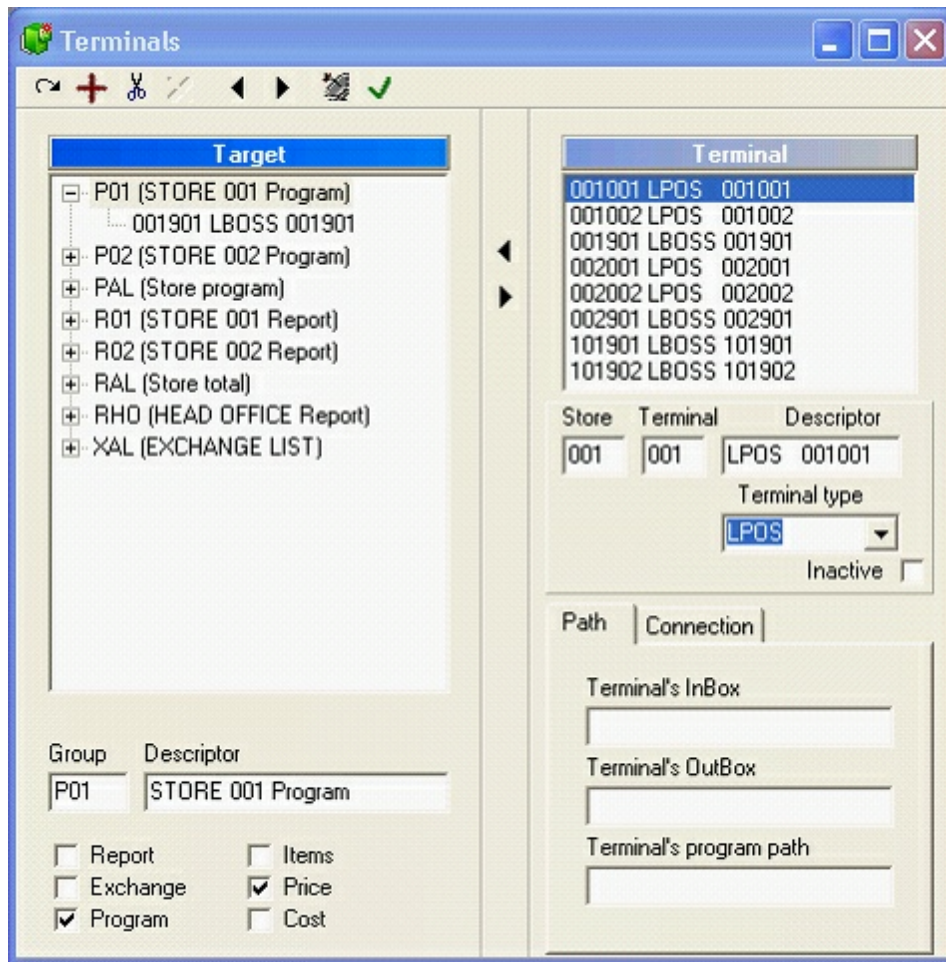 Terminals
Target
P01 (STORE 001 Program)
001901 LBOSS 001901
P02 (STORE 002 Program)
PAL (Store program)
R01 (STORE 001 Report)
R02 (STORE 002 Report)
RAL (Store total)
RHO (HEAD OFFICE Report)
XAL (EXCHANGE LIST)
Group Descriptor
P01 STORE 001 Program
Report Items
Exchange Price
Program Cost
Terminal
001001 LPOS 001001
001002 LPOS 001002
001901 LBOSS 001901
002001 LPOS 002001
002002 LPOS 002002
002901 LBOSS 002901
101901 LBOSS 101901
101902 LBOSS 101902
Store Terminal Descriptor
001 001 LPOS 001001
Terminal type
LPOS
Inactive
Path Connection
Terminal's InBox
Terminal's OutBox
Terminal's program path